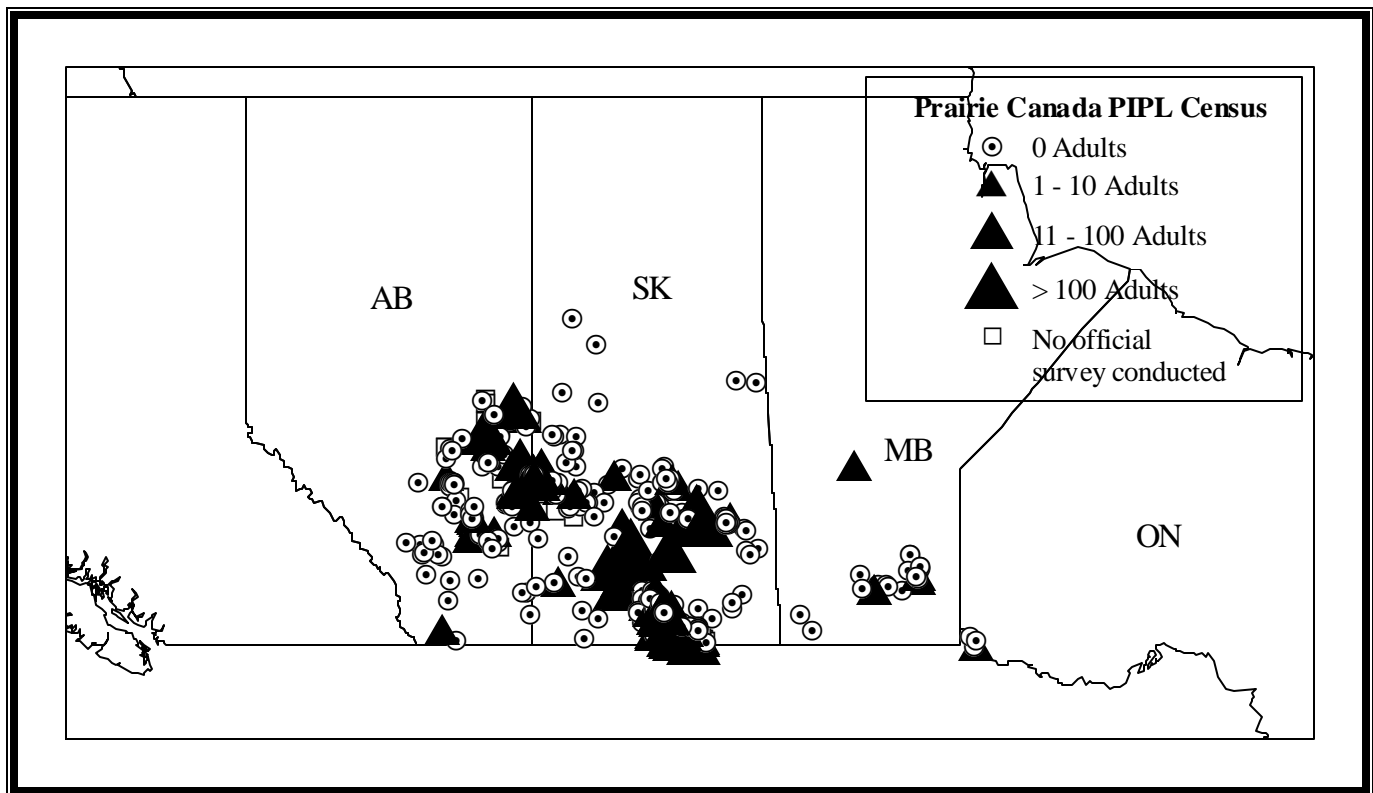 Prairie Canada PIPL Census
0 Adults
1 - 10 Adults
11 - 100 Adults
> 100 Adults
No official
survey conducted
AB
SK
MB
ON